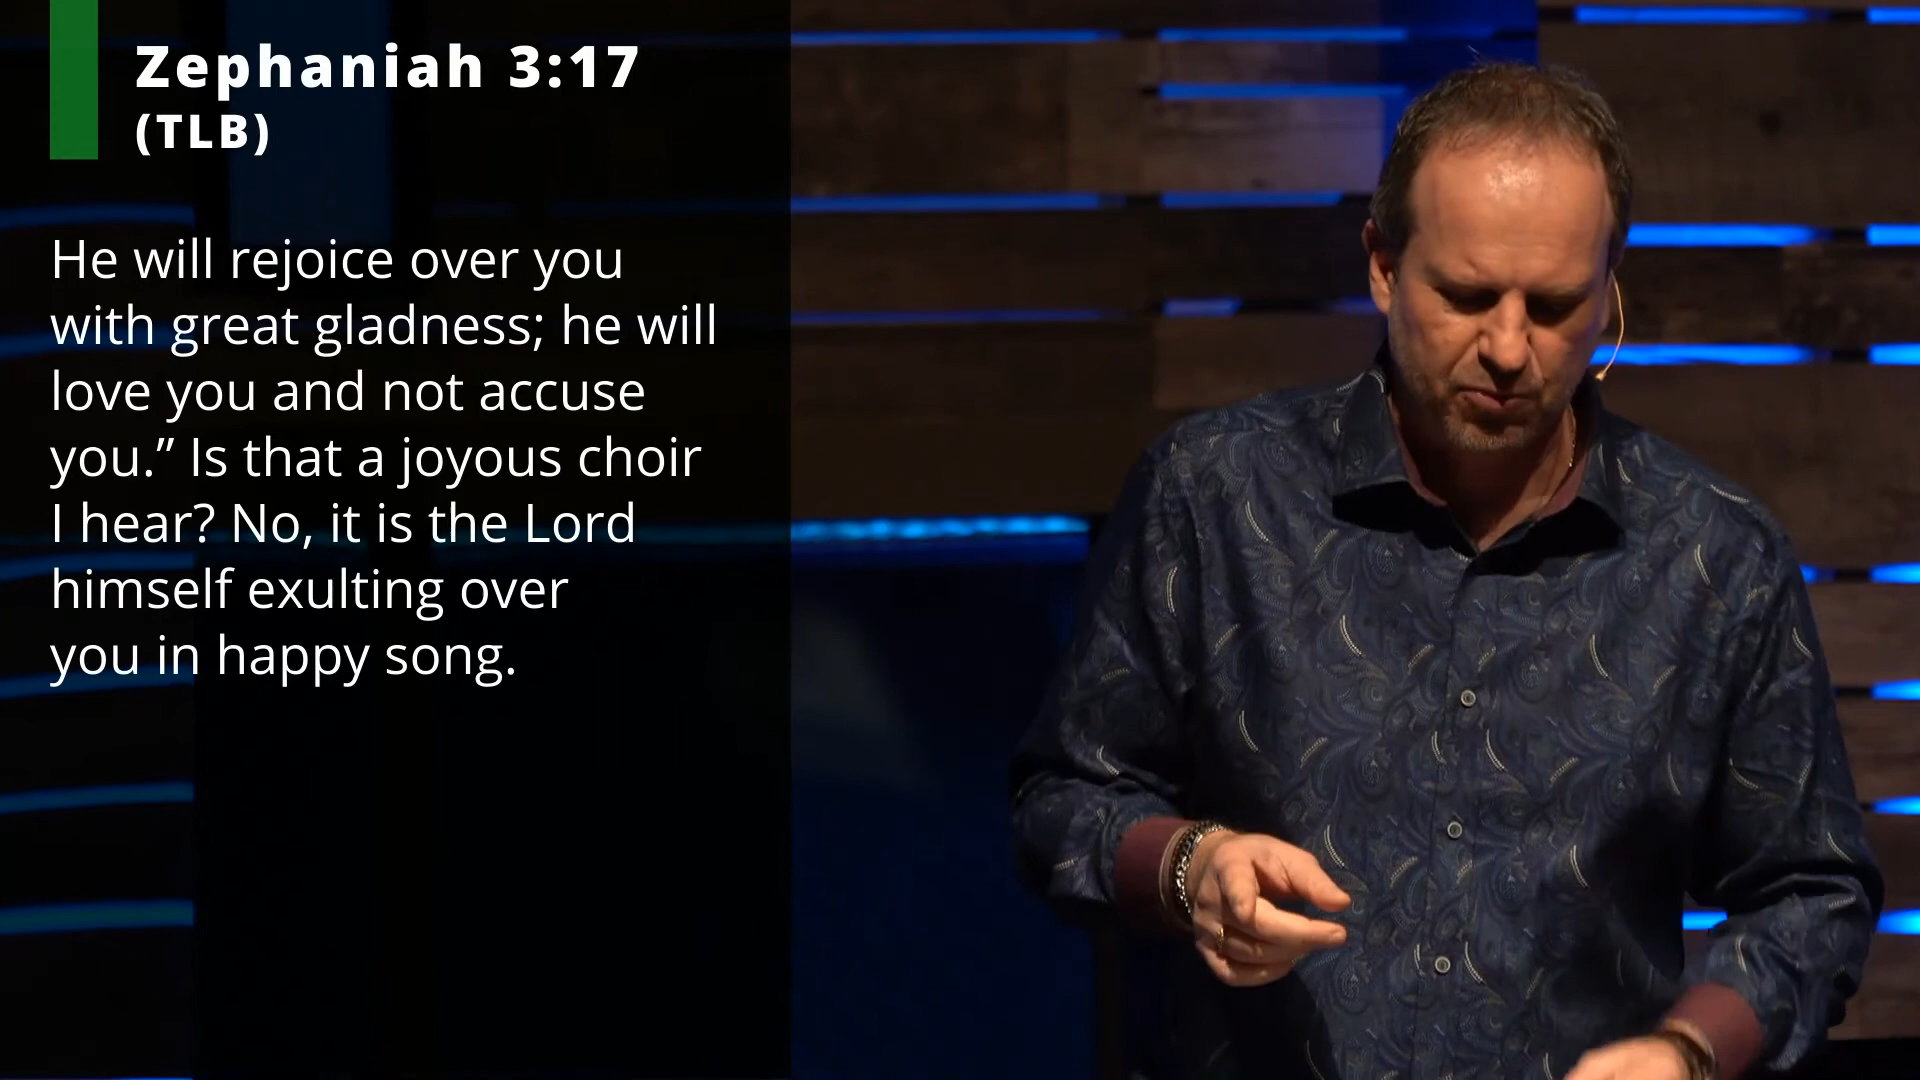 Zephaniah 3:17
(TLB)
He will rejoice over you
with great gladness; he will
love you and not accuse
you.” Is that a joyous choir
I hear? No, it is the Lord
himself exulting over
you in happy song.